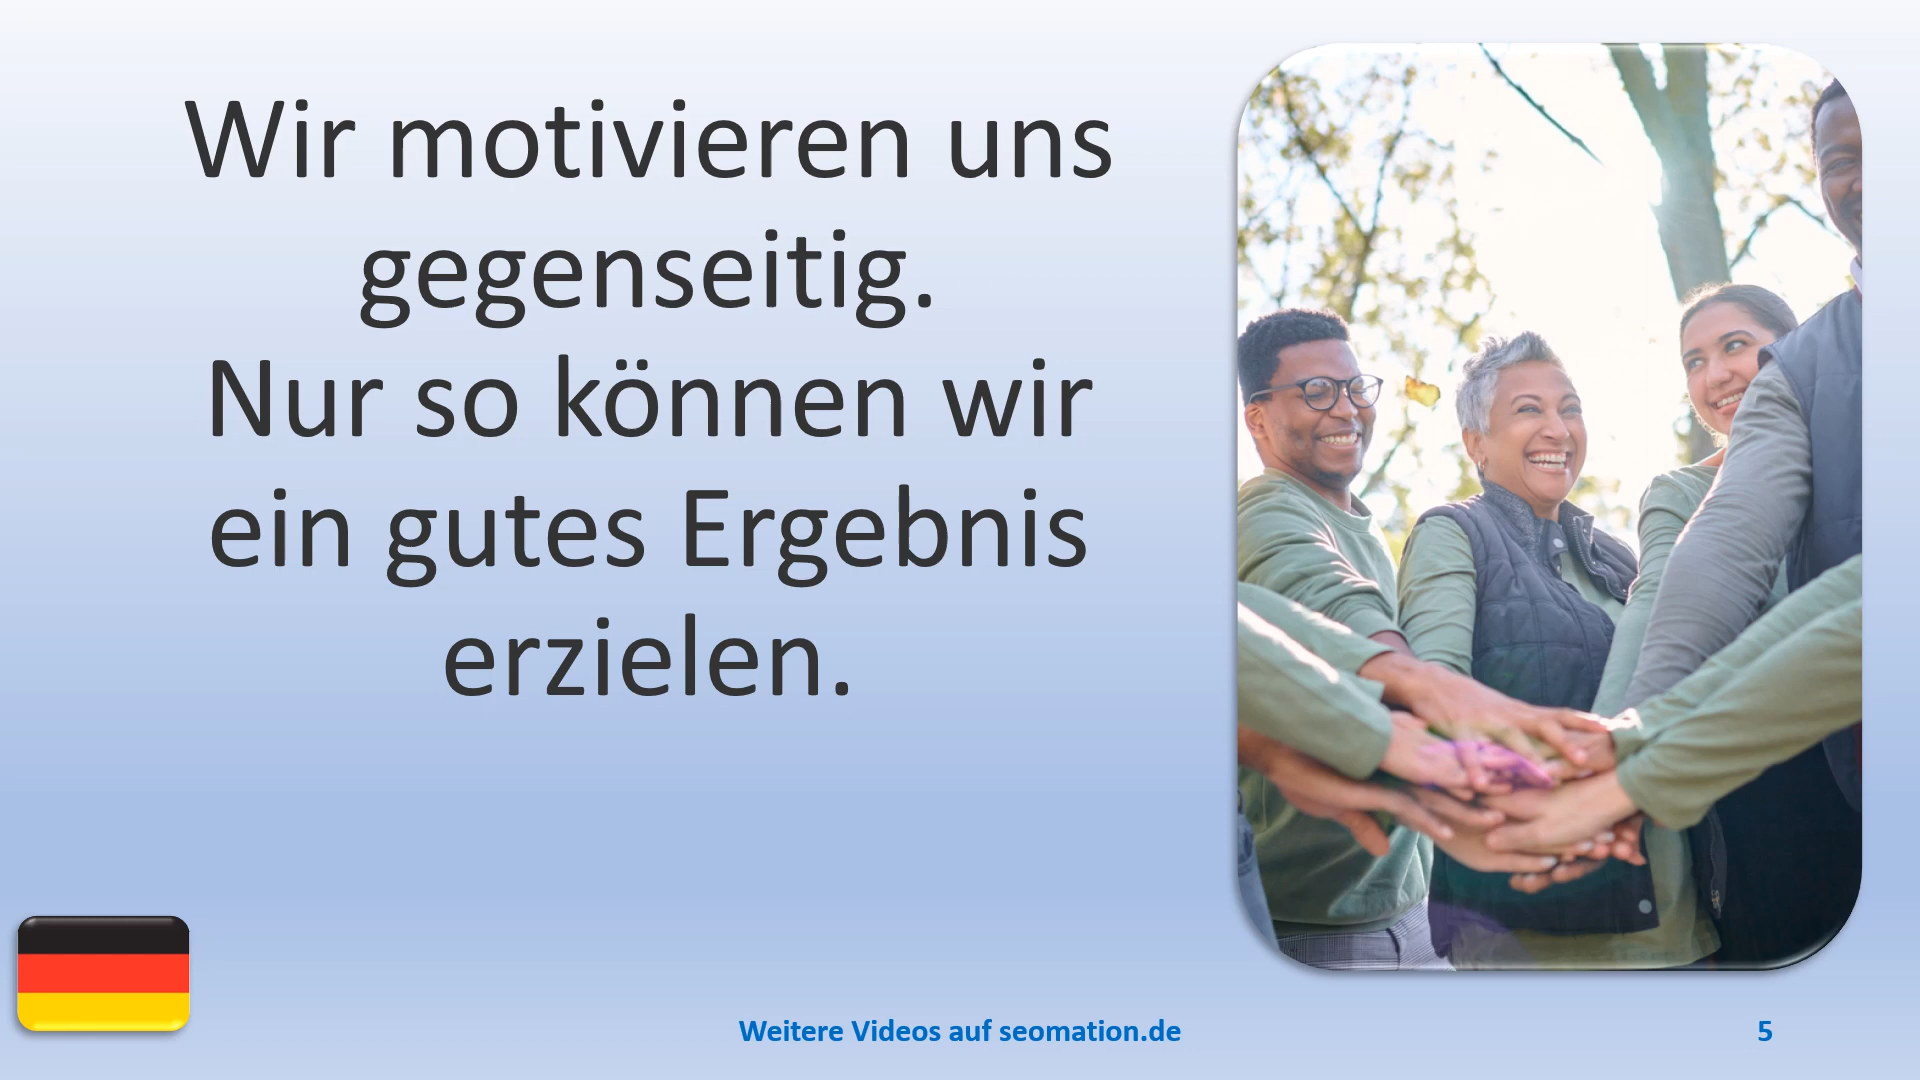 Wir motivieren uns
gegenseitig.
Nur so können wir
ein gutes Ergebnis
erzielen.
Weitere Videos auf seomation.de
5